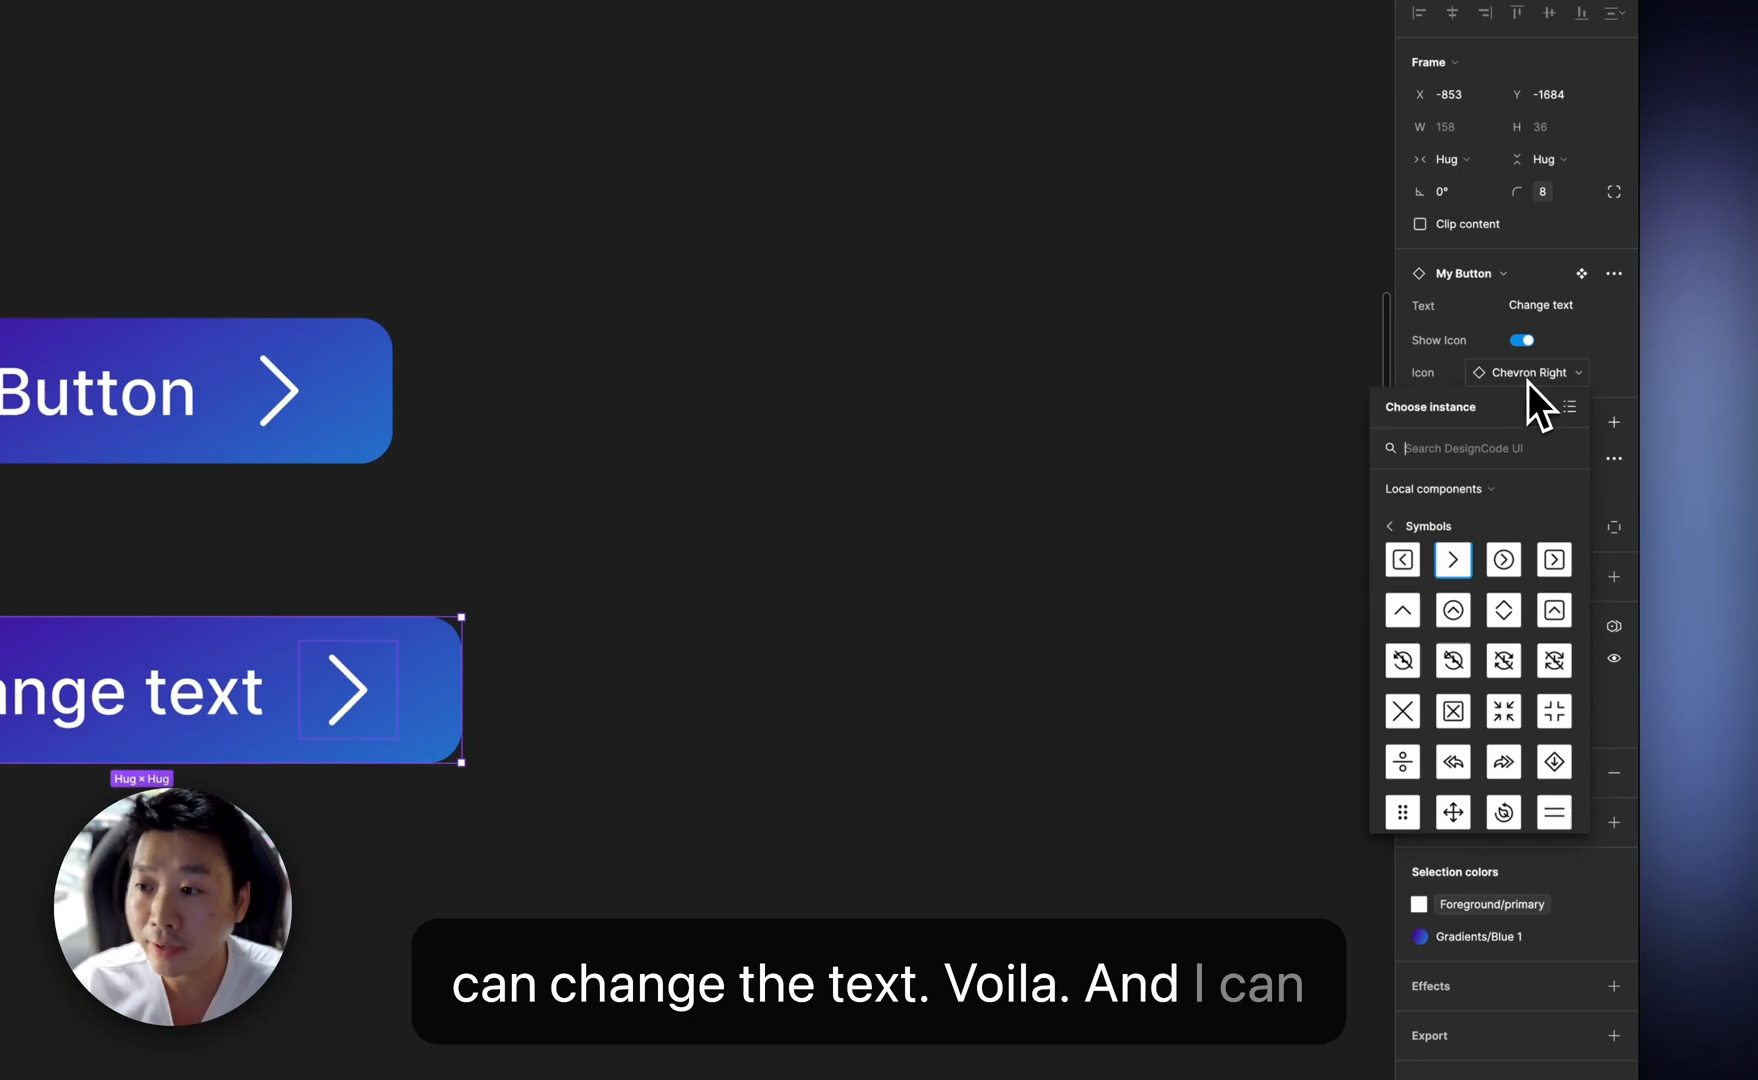 Frame
X -853 Y -1684
W 158 H 36
Hug Hug
0° 8
Clip content
My Button
Text Change text
Show Icon
Icon Chevron Right
Choose instance
Search DesignCode UI
Local components
Symbols
Button
ange text
Hug × Hug
Selection colors
Foreground/primary
Gradients/Blue 1
Effects
Export
can change the text. Voila. And I can